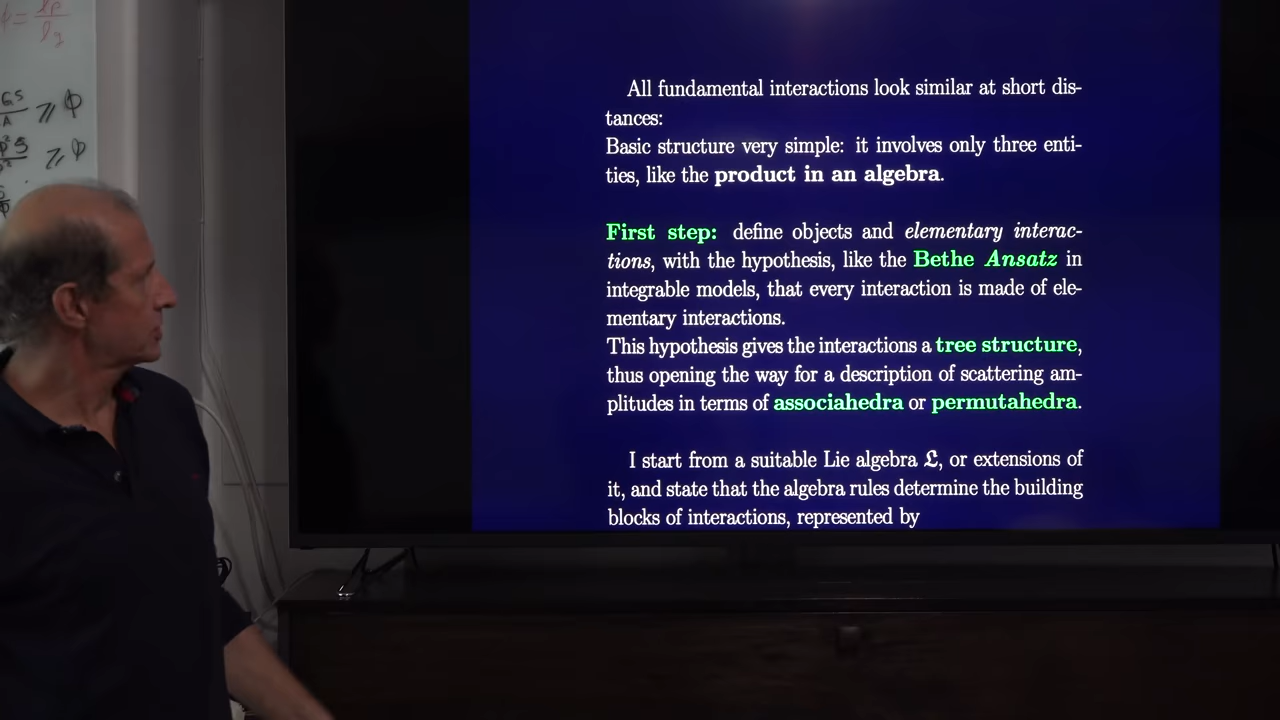 All fundamental interactions look similar at short dis-
tances:
Basic structure very simple: it involves only three enti-
ties, like the product in an algebra.
First step: define objects and elementary interac-
tions, with the hypothesis, like the Bethe Ansatz in
integrable models, that every interaction is made of ele-
mentary interactions.
This hypothesis gives the interactions a tree structure,
thus opening the way for a description of scattering am-
plitudes in terms of associahedra or permutahedra.
I start from a suitable Lie algebra 𝕷, or extensions of
it, and state that the algebra rules determine the building
blocks of interactions, represented by